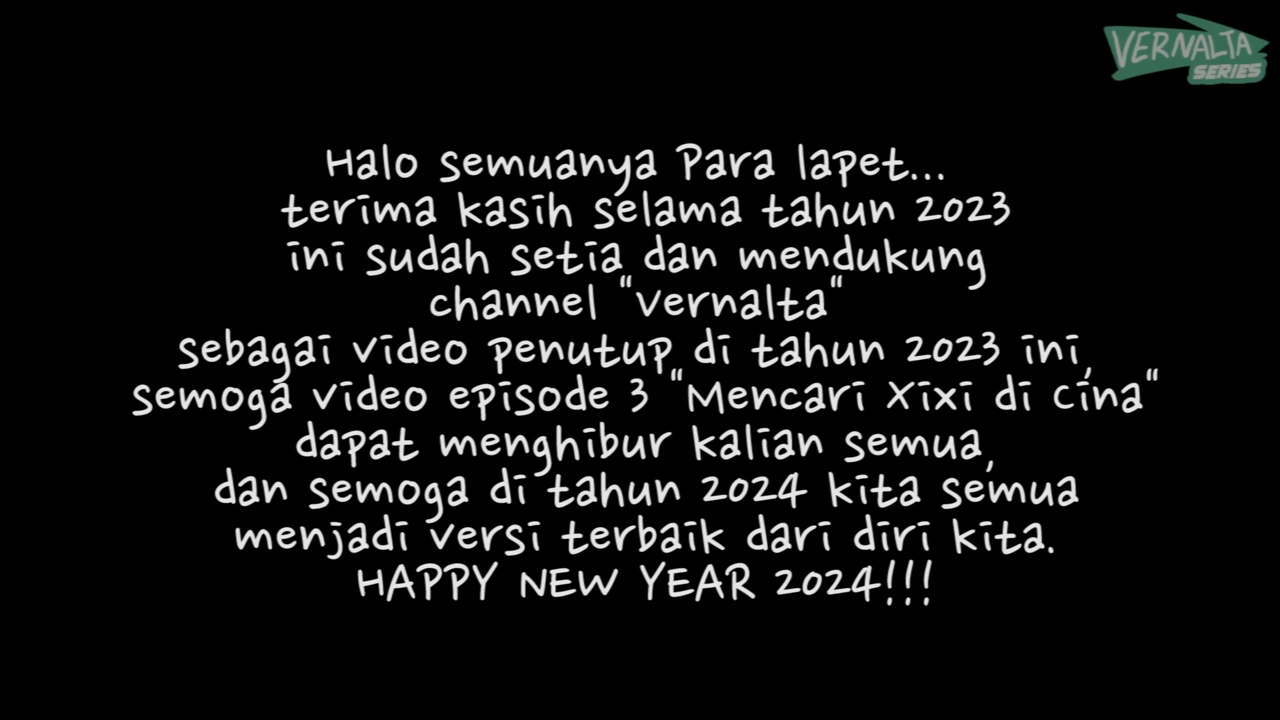 VERNALTA
SERIES
Halo semuanya Para lapet...
terima kasih selama tahun 2023
ini sudah setia dan mendukung
channel "vernalta"
sebagai video penutup di tahun 2023 ini,
semoga video episode 3 "Mencari Xixi di Cina"
dapat menghibur kalian semua,
dan semoga di tahun 2024 kita semua
menjadi versi terbaik dari diri kita.
HAPPY NEW YEAR 2024!!!